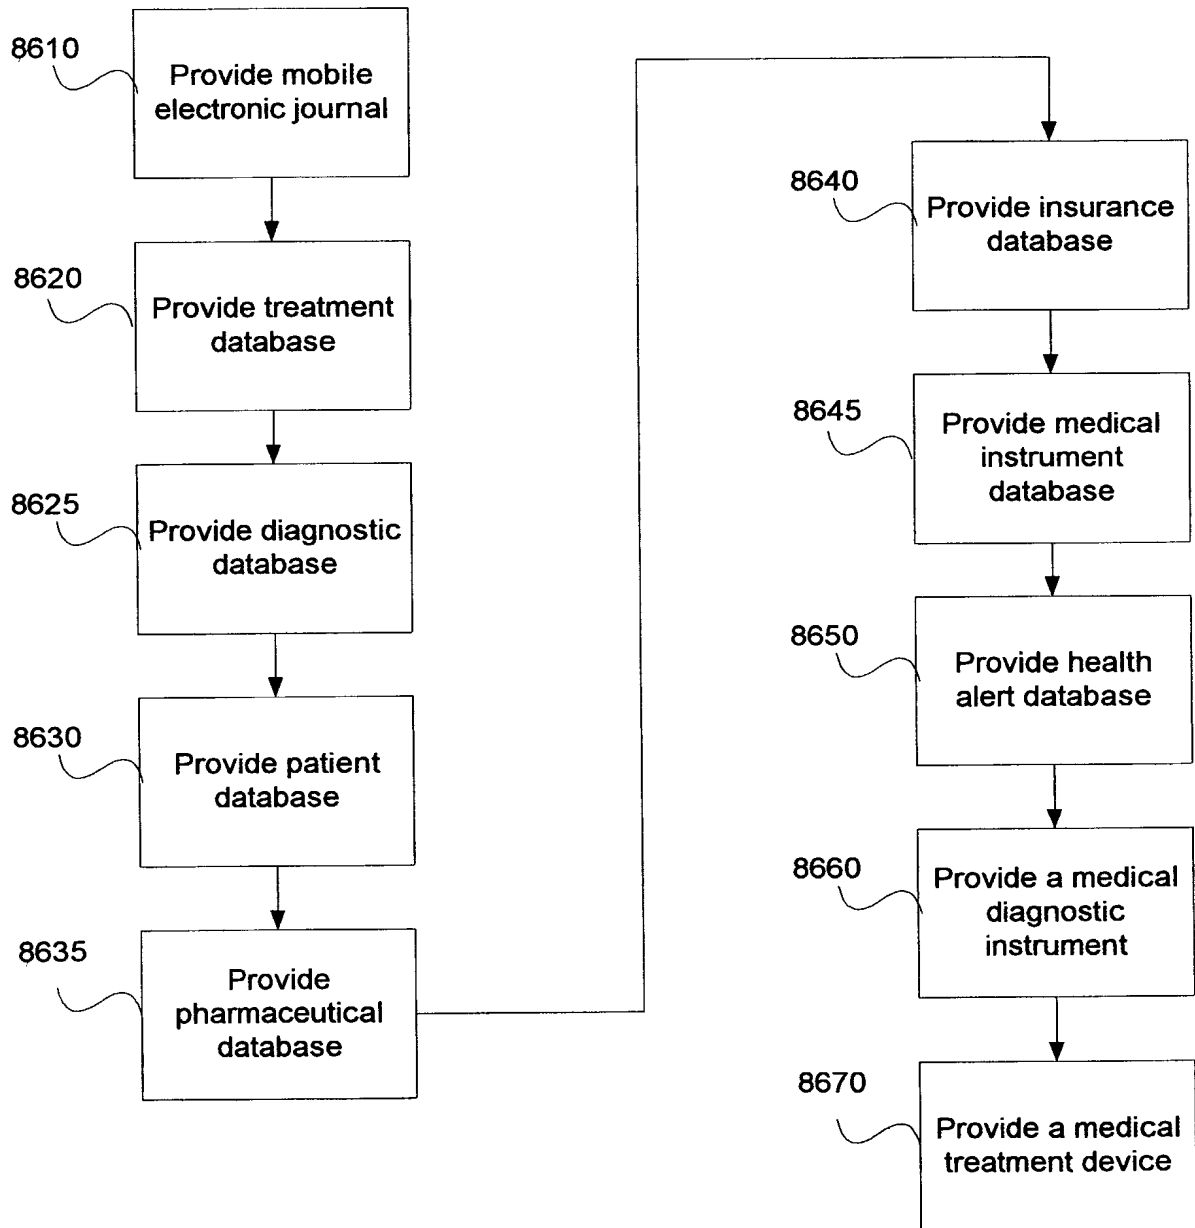 8610
Provide mobile
electronic journal
8620
Provide treatment
database
8625
Provide diagnostic
database
8630
Provide patient
database
8635
Provide
pharmaceutical
database
8640
Provide insurance
database
8645
Provide medical
instrument
database
8650
Provide health
alert database
8660
Provide a medical
diagnostic
instrument
8670
Provide a medical
treatment device